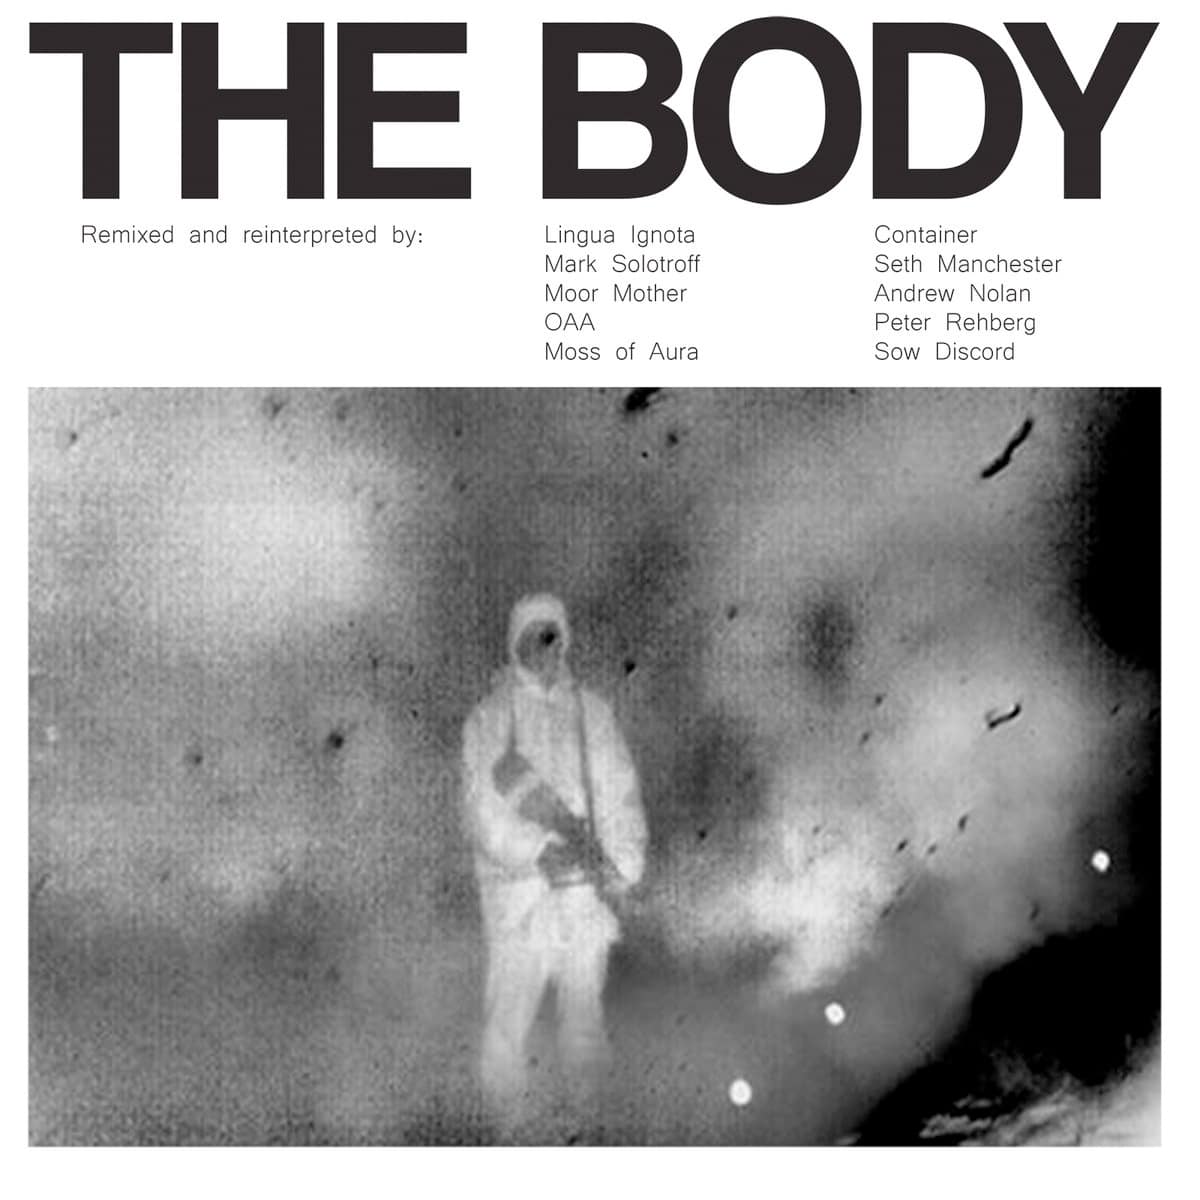 THE BODY
Remixed and reinterpreted by:
Lingua Ignota
Mark Solotroff
Moor Mother
OAA
Moss of Aura
Container
Seth Manchester
Andrew Nolan
Peter Rehberg
Sow Discord